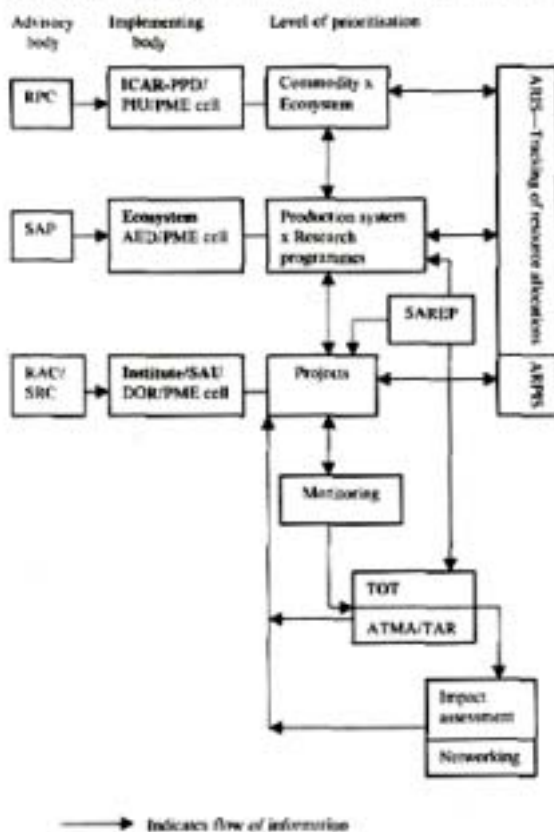 Advisory body
Implementing body
Level of prioritisation
RPC
ICAR-PPD/
PIU/PME cell
Commodity x
Ecosystem
ARIS—Tracking of resource allocations
SAP
Ecosystem
AED/PME cell
Production system
x Research
programmes
SAREP
RAC/
SRC
Institute/SAU
DOR/PME cell
Projects
ARPIS
Monitoring
TOT
ATMA/TAR
Impact
assessment
Networking
Indicates flow of information